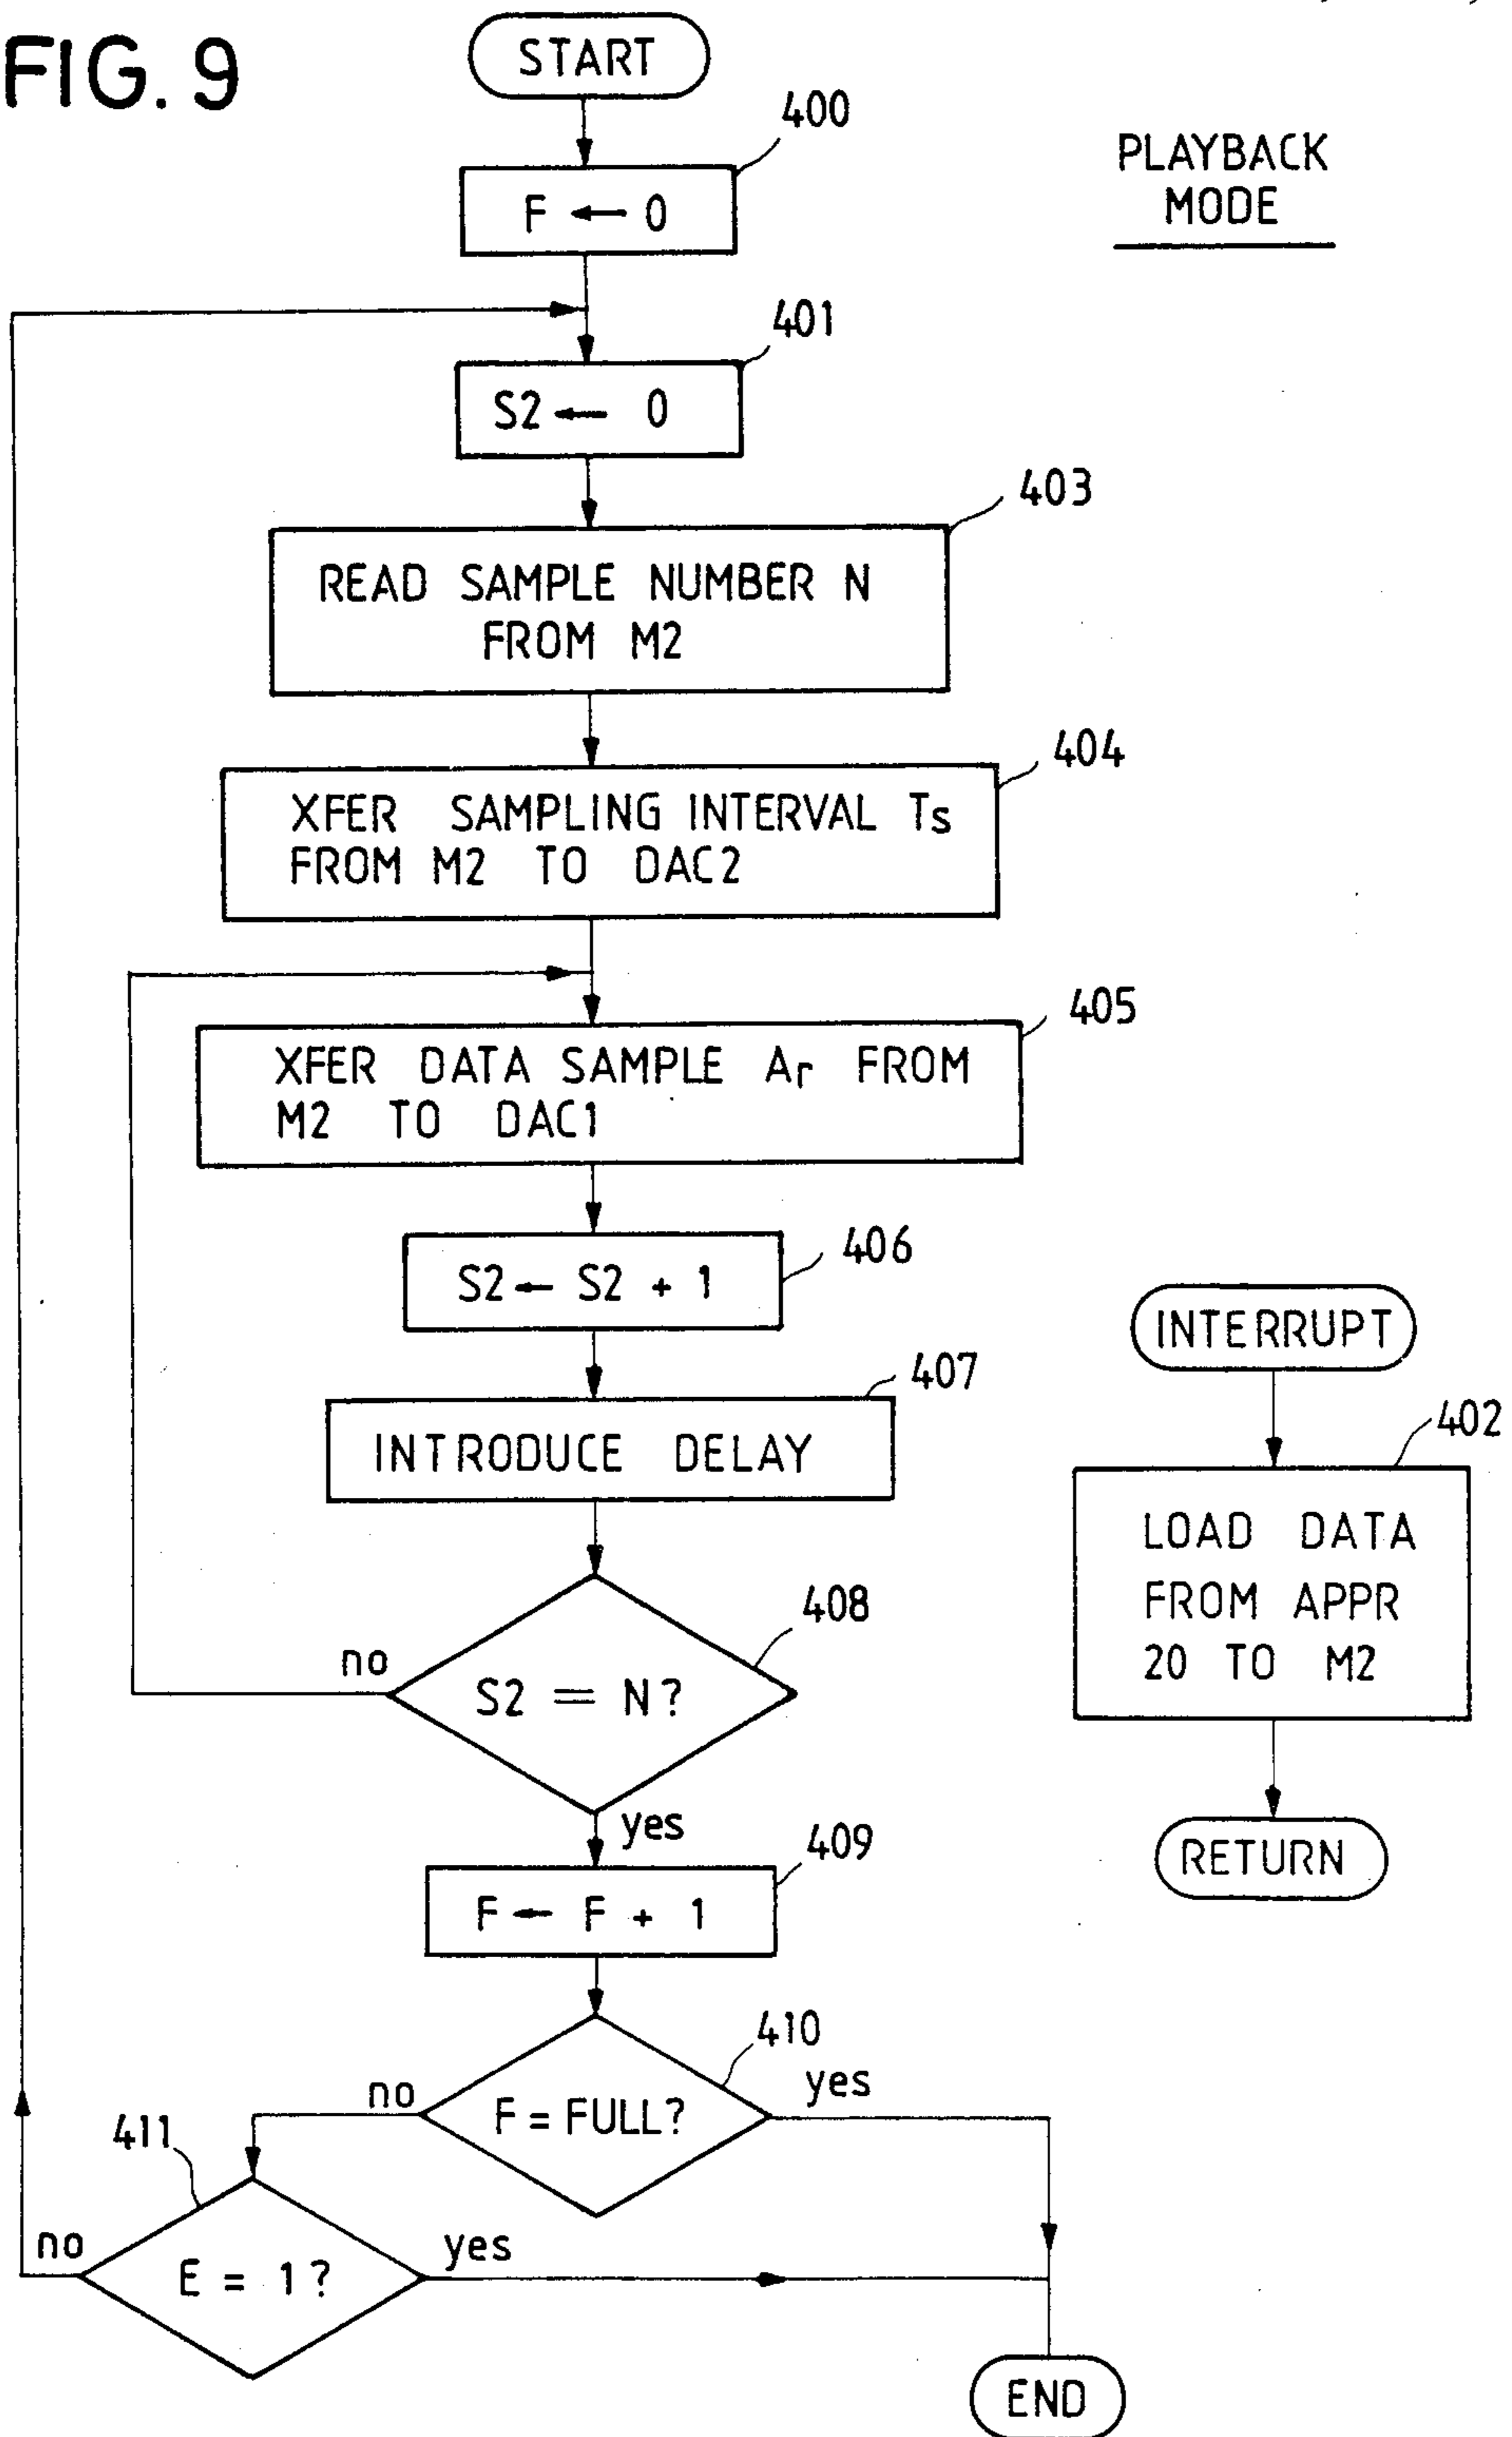 FIG. 9
START
400
PLAYBACK
MODE
F ← 0
401
S2 ← 0
403
READ SAMPLE NUMBER N
FROM M2
404
XFER SAMPLING INTERVAL Ts
FROM M2 TO DAC2
405
XFER DATA SAMPLE Ar FROM
M2 TO DAC1
406
S2 ← S2 + 1
407
INTRODUCE DELAY
408
no
S2 = N?
yes
409
F ← F + 1
410
no
F = FULL?
yes
411
no
E = 1?
yes
END
INTERRUPT
402
LOAD DATA
FROM APPR
20 TO M2
RETURN